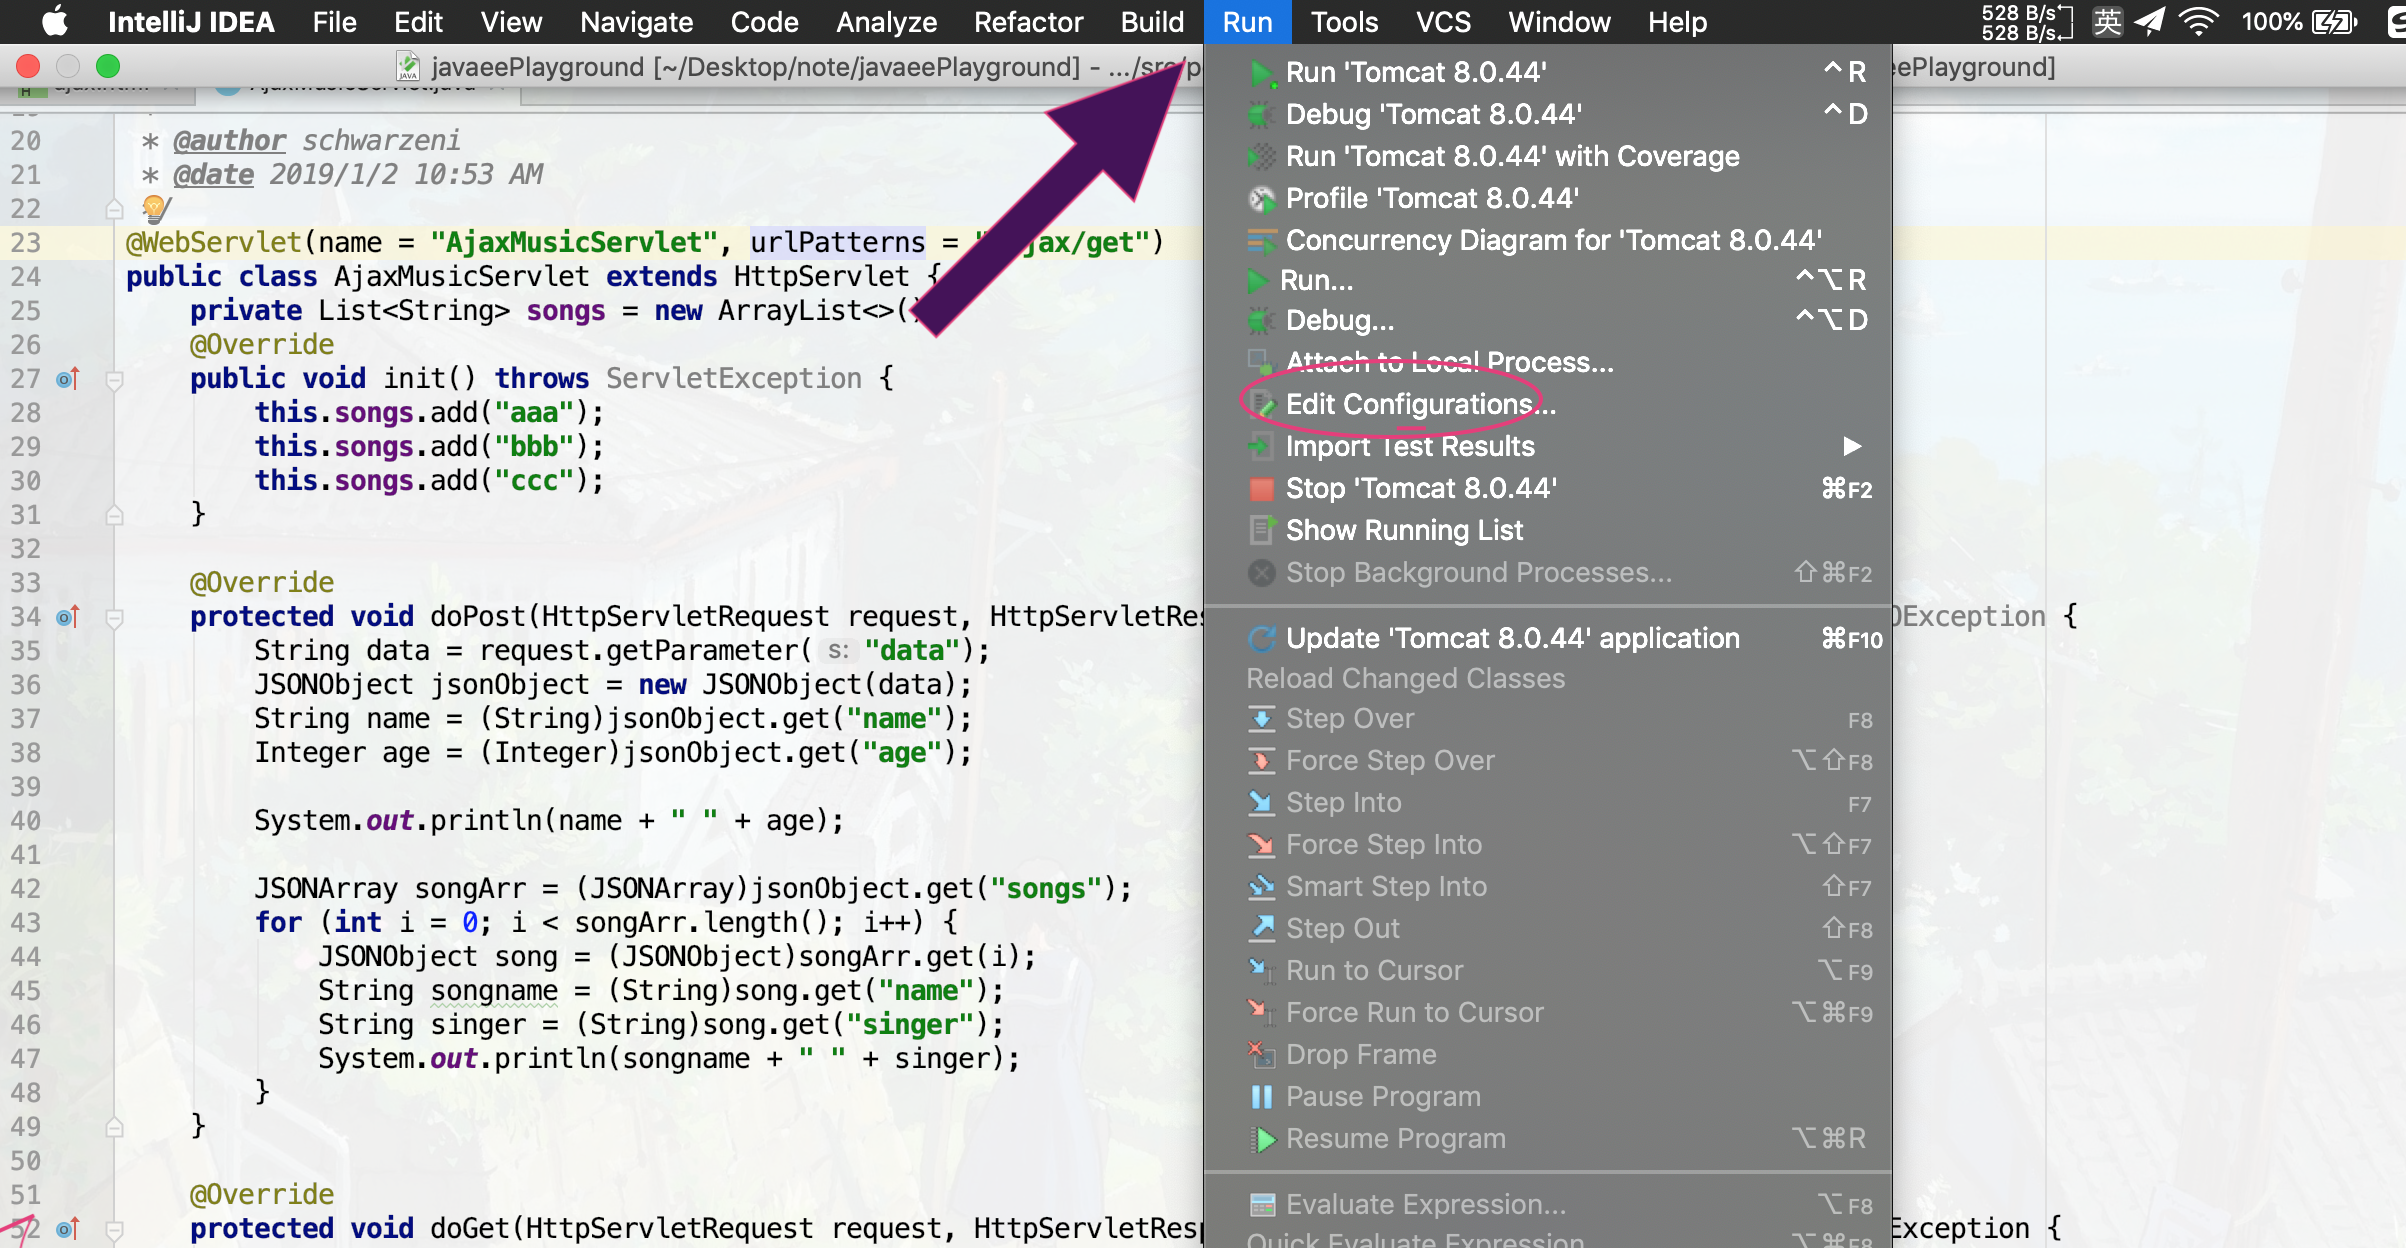 IntelliJ IDEA File Edit View Navigate Code Analyze Refactor Build Run Tools VCS Window Help 528 B/s 528 B/s 英 100%
javaeePlayground [~/Desktop/note/javaeePlayground] - .../src/p eePlayground]
20 * @author schwarzeni
21 * @date 2019/1/2 10:53 AM
22 */
23 @WebServlet(name = "AjaxMusicServlet", urlPatterns = " jax/get")
24 public class AjaxMusicServlet extends HttpServlet {
25 private List<String> songs = new ArrayList<>()
26 @Override
27 public void init() throws ServletException {
28 this.songs.add("aaa");
29 this.songs.add("bbb");
30 this.songs.add("ccc");
31 }
32
33 @Override
34 protected void doPost(HttpServletRequest request, HttpServletRes OException {
35 String data = request.getParameter( s: "data");
36 JSONObject jsonObject = new JSONObject(data);
37 String name = (String)jsonObject.get("name");
38 Integer age = (Integer)jsonObject.get("age");
39
40 System.out.println(name + " " + age);
41
42 JSONArray songArr = (JSONArray)jsonObject.get("songs");
43 for (int i = 0; i < songArr.length(); i++) {
44 JSONObject song = (JSONObject)songArr.get(i);
45 String songname = (String)song.get("name");
46 String singer = (String)song.get("singer");
47 System.out.println(songname + " " + singer);
48 }
49 }
50
51 @Override
52 protected void doGet(HttpServletRequest request, HttpServletResp Exception {
Run 'Tomcat 8.0.44' ^R
Debug 'Tomcat 8.0.44' ^D
Run 'Tomcat 8.0.44' with Coverage
Profile 'Tomcat 8.0.44'
Concurrency Diagram for 'Tomcat 8.0.44'
Run... ^⌥R
Debug... ^⌥D
Attach to Local Process...
Edit Configurations...
Import Test Results ▶
Stop 'Tomcat 8.0.44' ⌘F2
Show Running List
Stop Background Processes... ⇧⌘F2
Update 'Tomcat 8.0.44' application ⌘F10
Reload Changed Classes
Step Over F8
Force Step Over ⌥⇧F8
Step Into F7
Force Step Into ⌥⇧F7
Smart Step Into ⇧F7
Step Out ⇧F8
Run to Cursor ⌥F9
Force Run to Cursor ⌥⌘F9
Drop Frame
Pause Program
Resume Program ⌥⌘R
Evaluate Expression... ⌥F8
Quick Evaluate Expression ⌥⌘F8